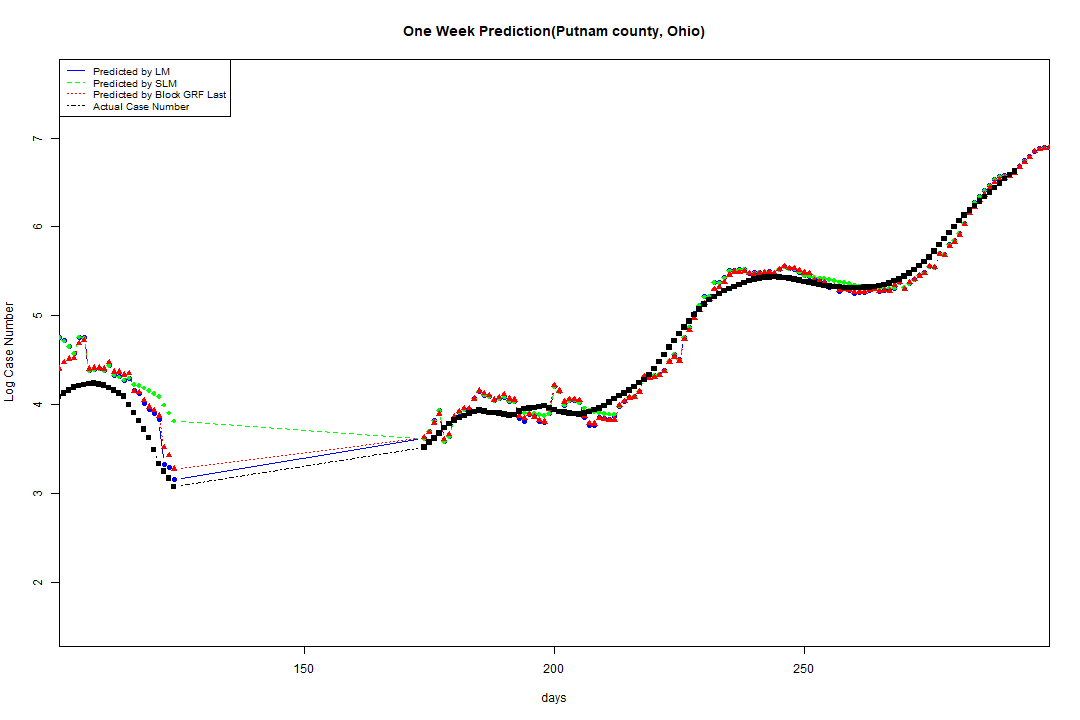 One Week Prediction(Putnam county, Ohio)
Predicted by LM
Predicted by SLM
Predicted by Block GRF Last
Actual Case Number
7
6
5
4
3
2
Log Case Number
150 200 250
days